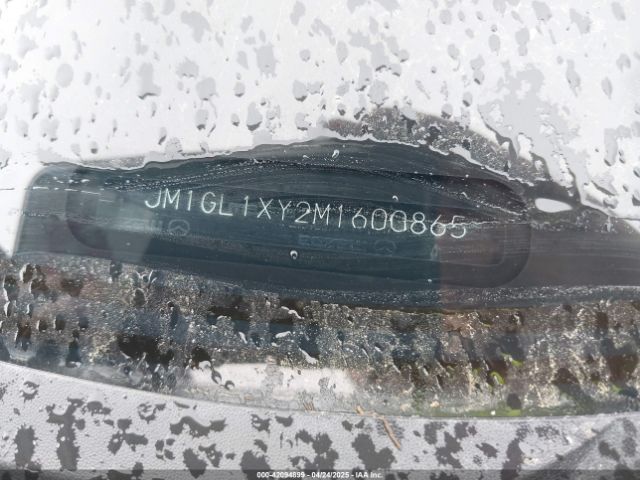 JM1GL1XY2M1600865
000-42094899 - 04/24/2025 - © IAA, Inc.